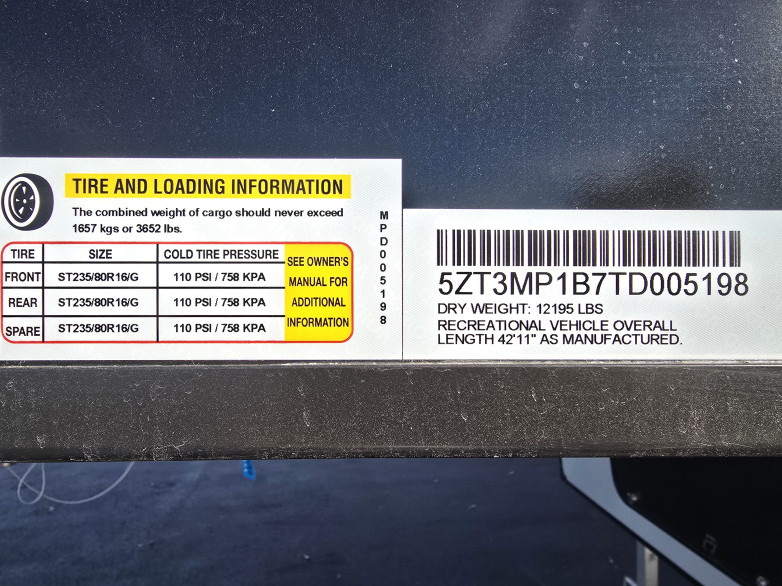 TIRE AND LOADING INFORMATION
The combined weight of cargo should never exceed
1657 kgs or 3652 lbs.
TIRE SIZE COLD TIRE PRESSURE
FRONT ST235/80R16/G 110 PSI / 758 KPA
REAR ST235/80R16/G 110 PSI / 758 KPA
SPARE ST235/80R16/G 110 PSI / 758 KPA
SEE OWNER'S
MANUAL FOR
ADDITIONAL
INFORMATION
MPD005198
5ZT3MP1B7TD005198
DRY WEIGHT: 12195 LBS
RECREATIONAL VEHICLE OVERALL
LENGTH 42'11" AS MANUFACTURED.